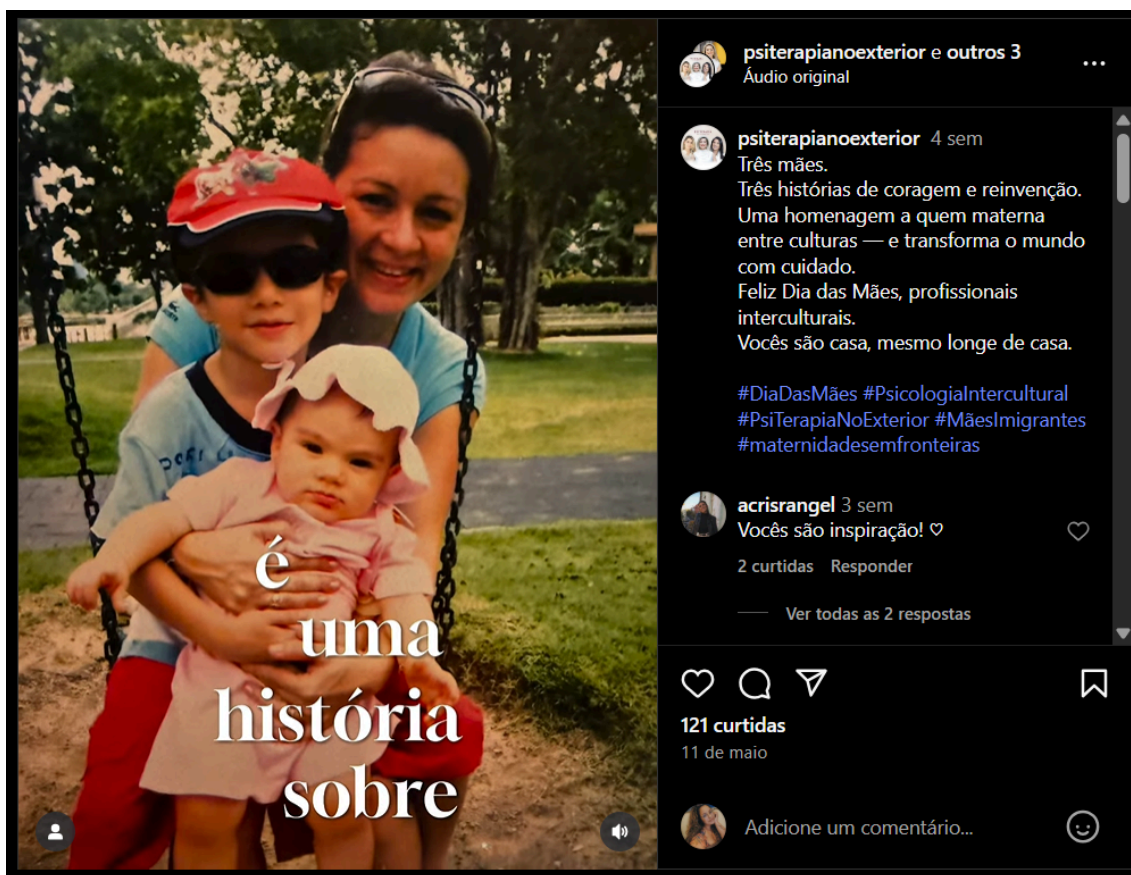 é
uma
história
sobre
psiterapianoexterior e outros 3
Áudio original
psiterapianoexterior 4 sem
Três mães.
Três histórias de coragem e reinvenção.
Uma homenagem a quem materna
entre culturas — e transforma o mundo
com cuidado.
Feliz Dia das Mães, profissionais
interculturais.
Vocês são casa, mesmo longe de casa.
#DiaDasMães #PsicologiaIntercultural
#PsiTerapiaNoExterior #MãesImigrantes
#maternidadesemfronteiras
acrisrangel 3 sem
Vocês são inspiração! ♡
2 curtidas Responder
Ver todas as 2 respostas
121 curtidas
11 de maio
Adicione um comentário...